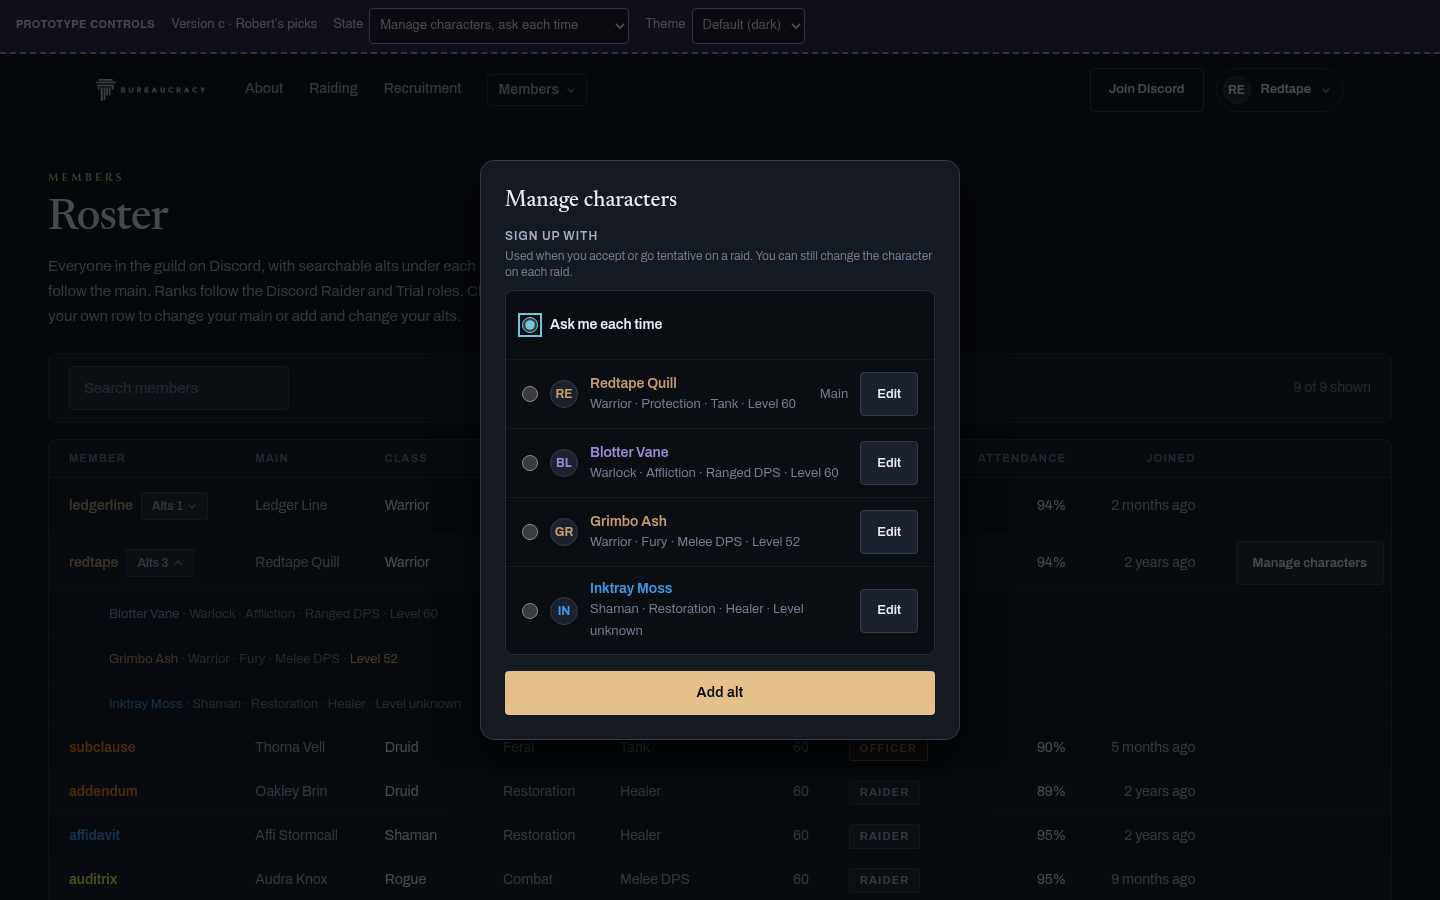 PROTOTYPE CONTROLS Version c · Robert's picks State Manage characters, ask each time Theme Default (dark)
BUREAUCRACY About Raiding Recruitment Members Join Discord RE Redtape
MEMBERS
Roster
Everyone in the guild on Discord, with searchable alts under each
follow the main. Ranks follow the Discord Raider and Trial roles.
your own row to change your main or add and change your alts.
Search members
9 of 9 shown
MEMBER MAIN CLASS ATTENDANCE JOINED
ledgerline Alts 1 Ledger Line Warrior 94% 2 months ago
redtape Alts 3 Redtape Quill Warrior 94% 2 years ago Manage characters
Blotter Vane · Warlock · Affliction · Ranged DPS · Level 60
Grimbo Ash · Warrior · Fury · Melee DPS · Level 52
Inktray Moss · Shaman · Restoration · Healer · Level unknown
subclause Thorna Vell Druid Feral Tank 60 OFFICER 90% 5 months ago
addendum Oakley Brin Druid Restoration Healer 60 RAIDER 89% 2 years ago
affidavit Affi Stormcall Shaman Restoration Healer 60 RAIDER 95% 2 years ago
auditrix Audra Knox Rogue Combat Melee DPS 60 RAIDER 95% 9 months ago
Manage characters
SIGN UP WITH
Used when you accept or go tentative on a raid. You can still change the character
on each raid.
Ask me each time
RE Redtape Quill
Warrior · Protection · Tank · Level 60 Main Edit
BL Blotter Vane
Warlock · Affliction · Ranged DPS · Level 60 Edit
GR Grimbo Ash
Warrior · Fury · Melee DPS · Level 52 Edit
IN Inktray Moss
Shaman · Restoration · Healer · Level
unknown Edit
Add alt